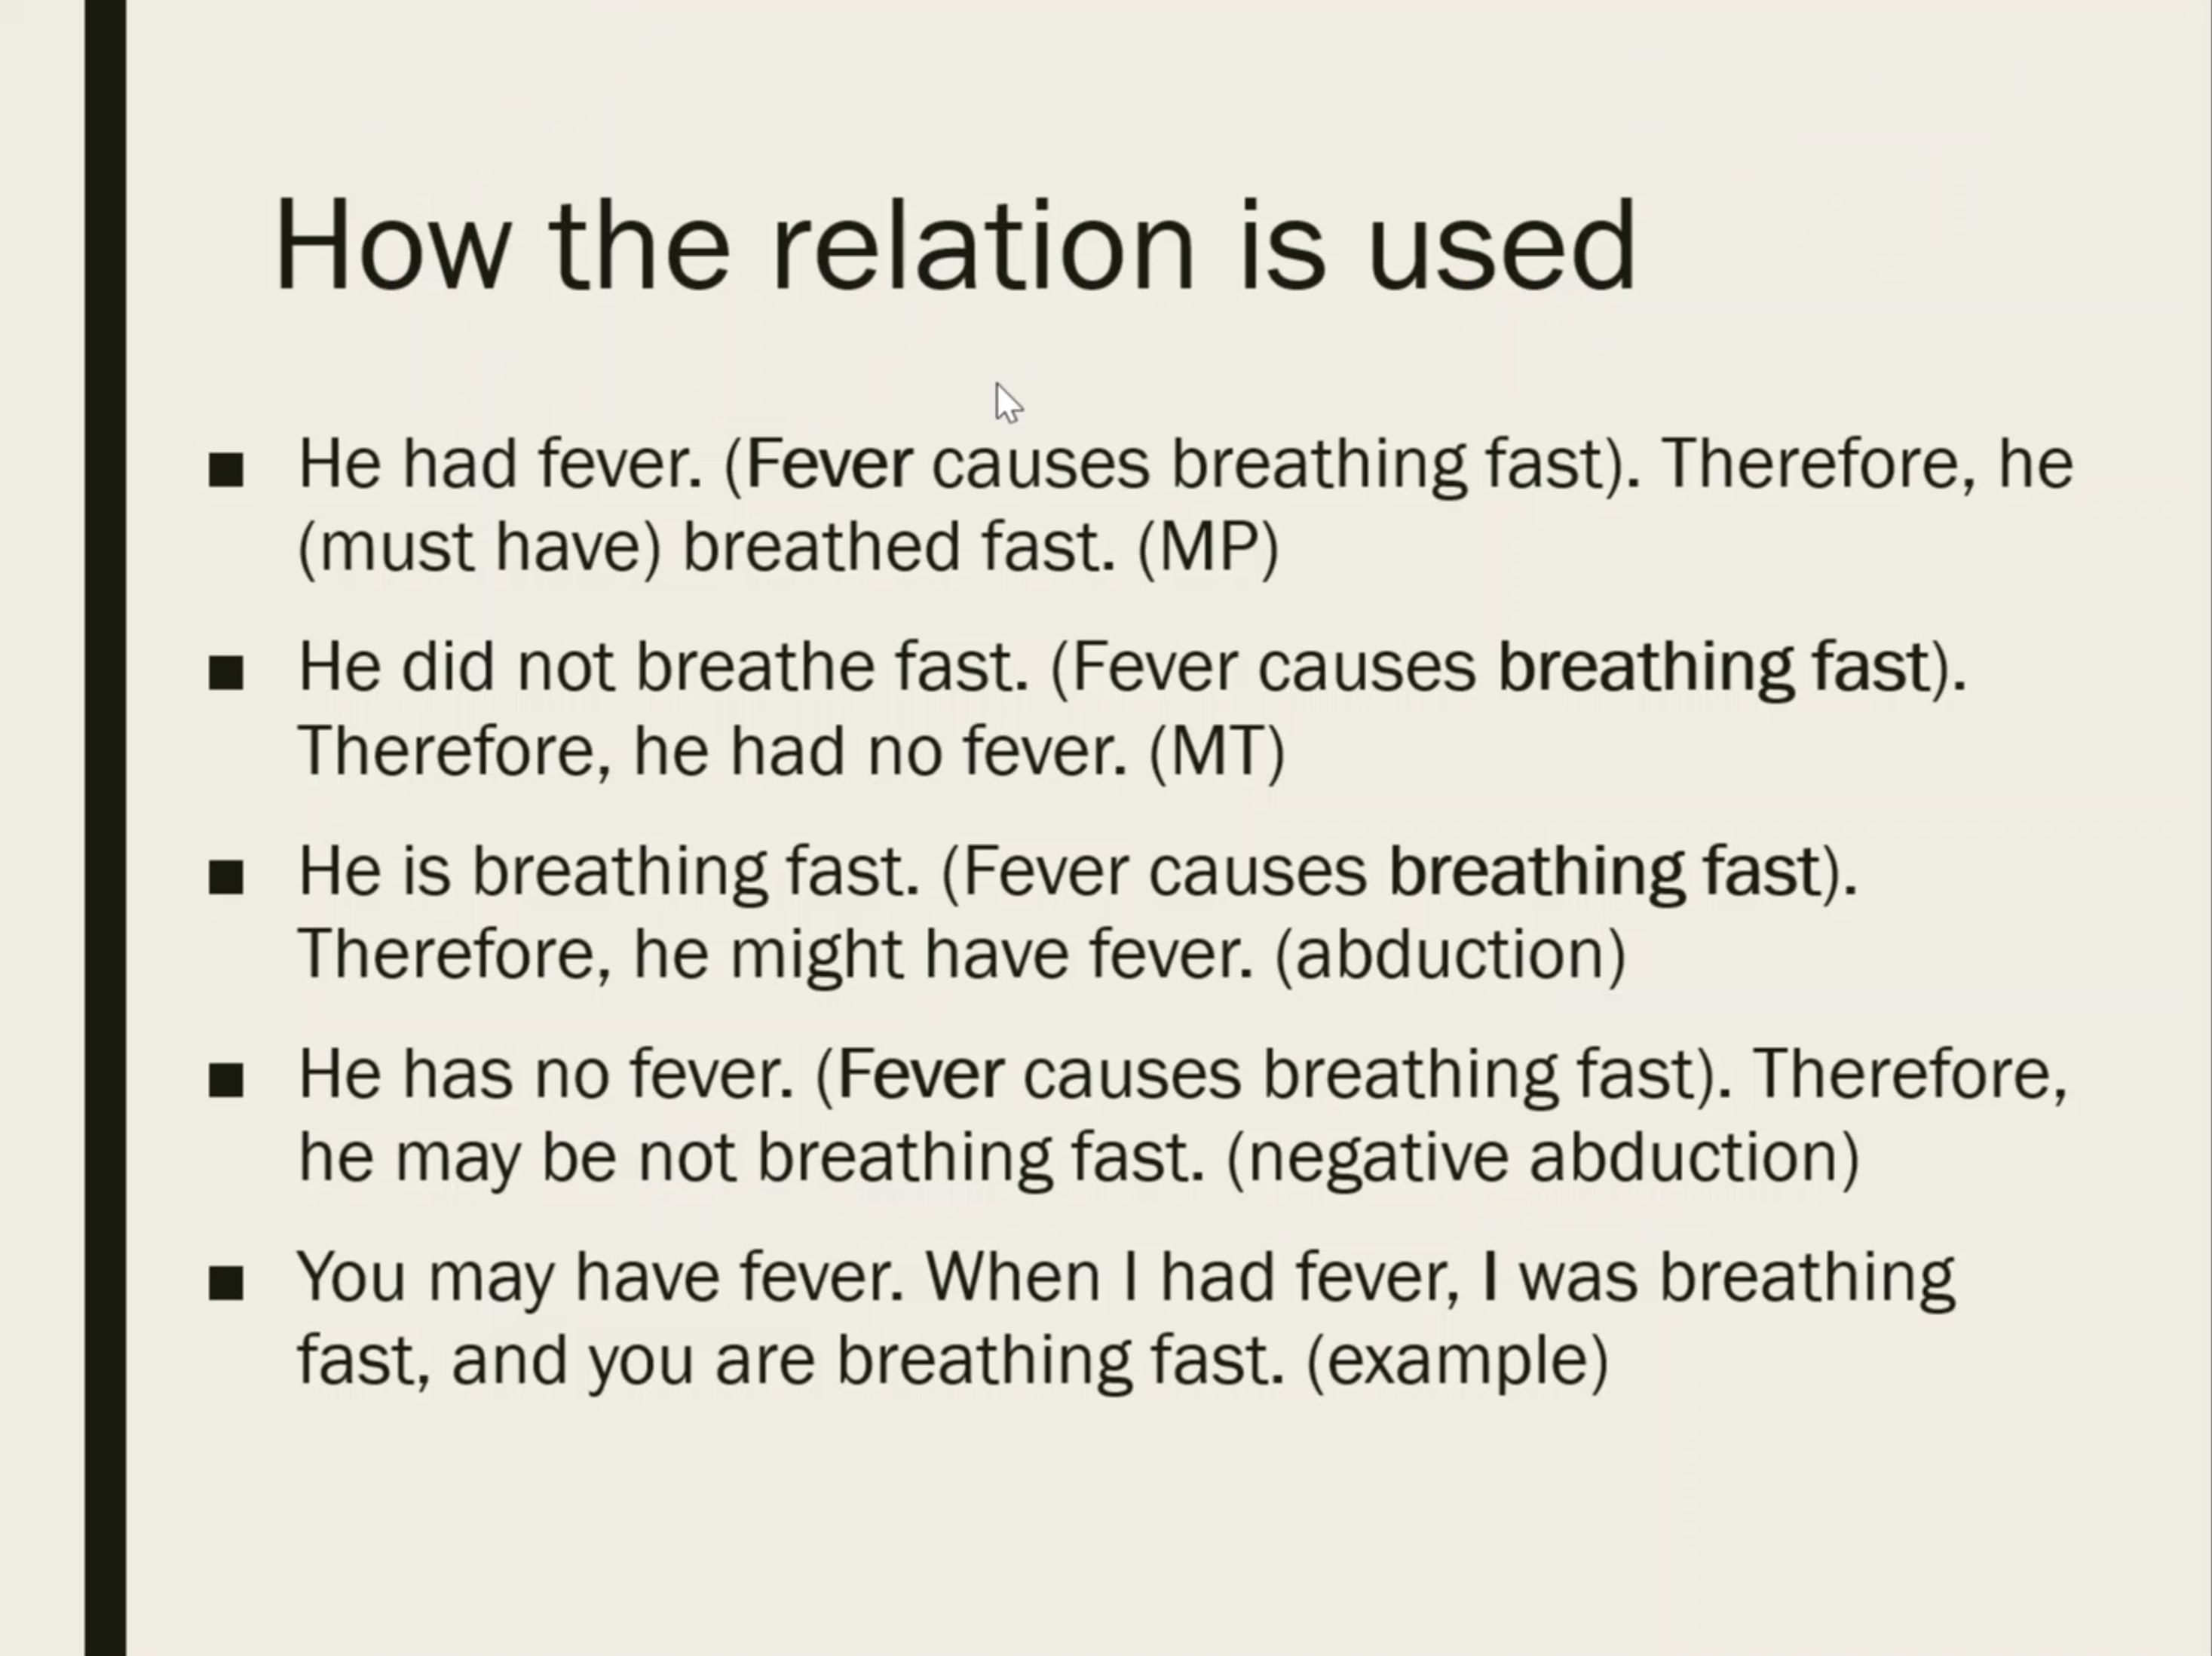 How the relation is used
■ He had fever. (Fever causes breathing fast). Therefore, he
(must have) breathed fast. (MP)
■ He did not breathe fast. (Fever causes breathing fast).
Therefore, he had no fever. (MT)
■ He is breathing fast. (Fever causes breathing fast).
Therefore, he might have fever. (abduction)
■ He has no fever. (Fever causes breathing fast). Therefore,
he may be not breathing fast. (negative abduction)
■ You may have fever. When I had fever, I was breathing
fast, and you are breathing fast. (example)